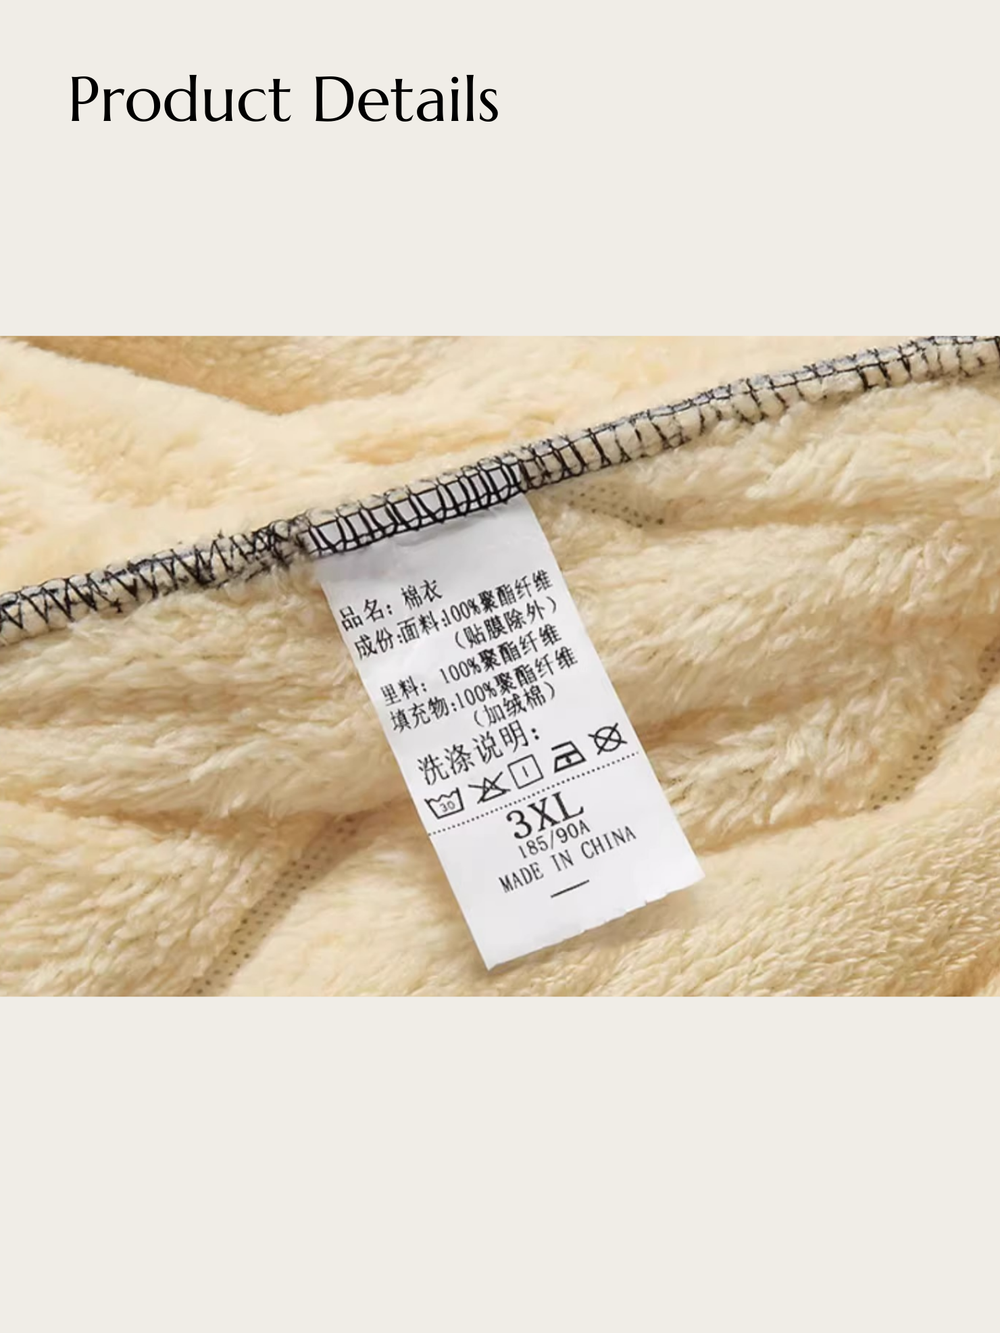 Product Details
品名: 棉衣
成份:面料:100%聚酯纤维
(贴膜除外)
里料: 100%聚酯纤维
填充物:100%聚酯纤维
(加绒棉)
洗涤说明:
30
3XL
185/90A
MADE IN CHINA